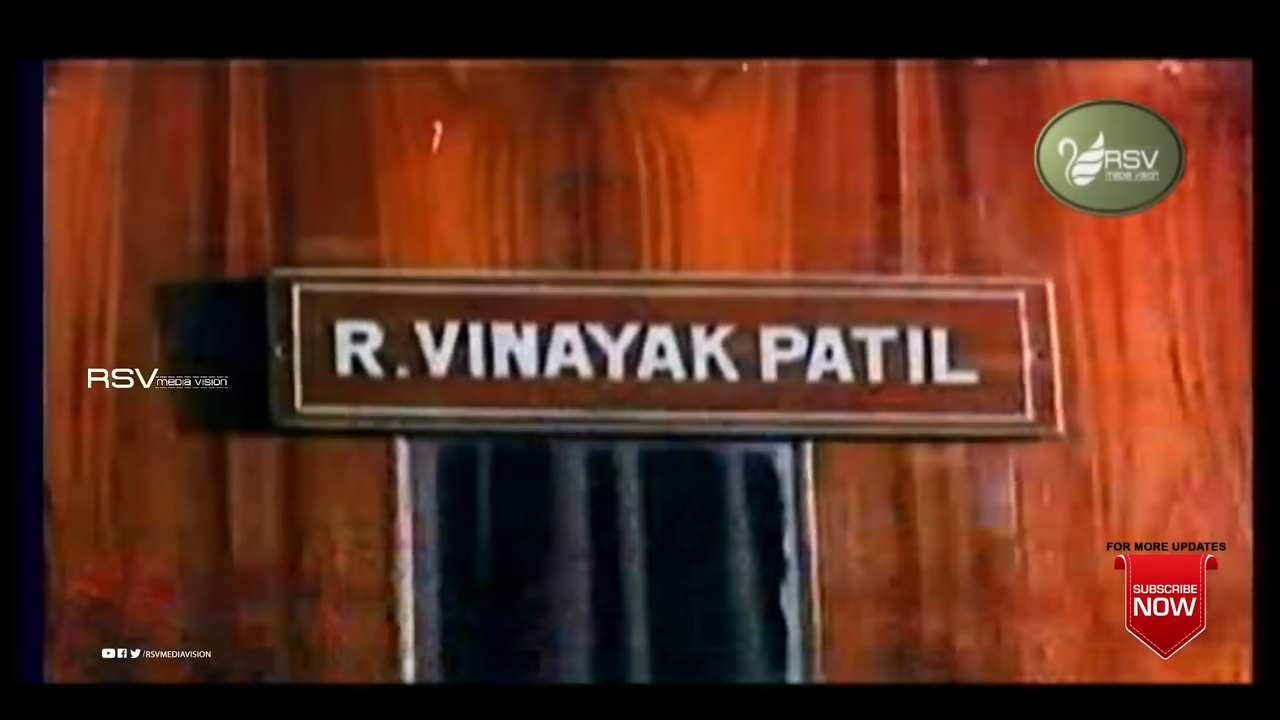 RSV
media vision
R.VINAYAK PATIL
RSV media vision
FOR MORE UPDATES
SUBSCRIBE
NOW
/RSVMEDIAVISION